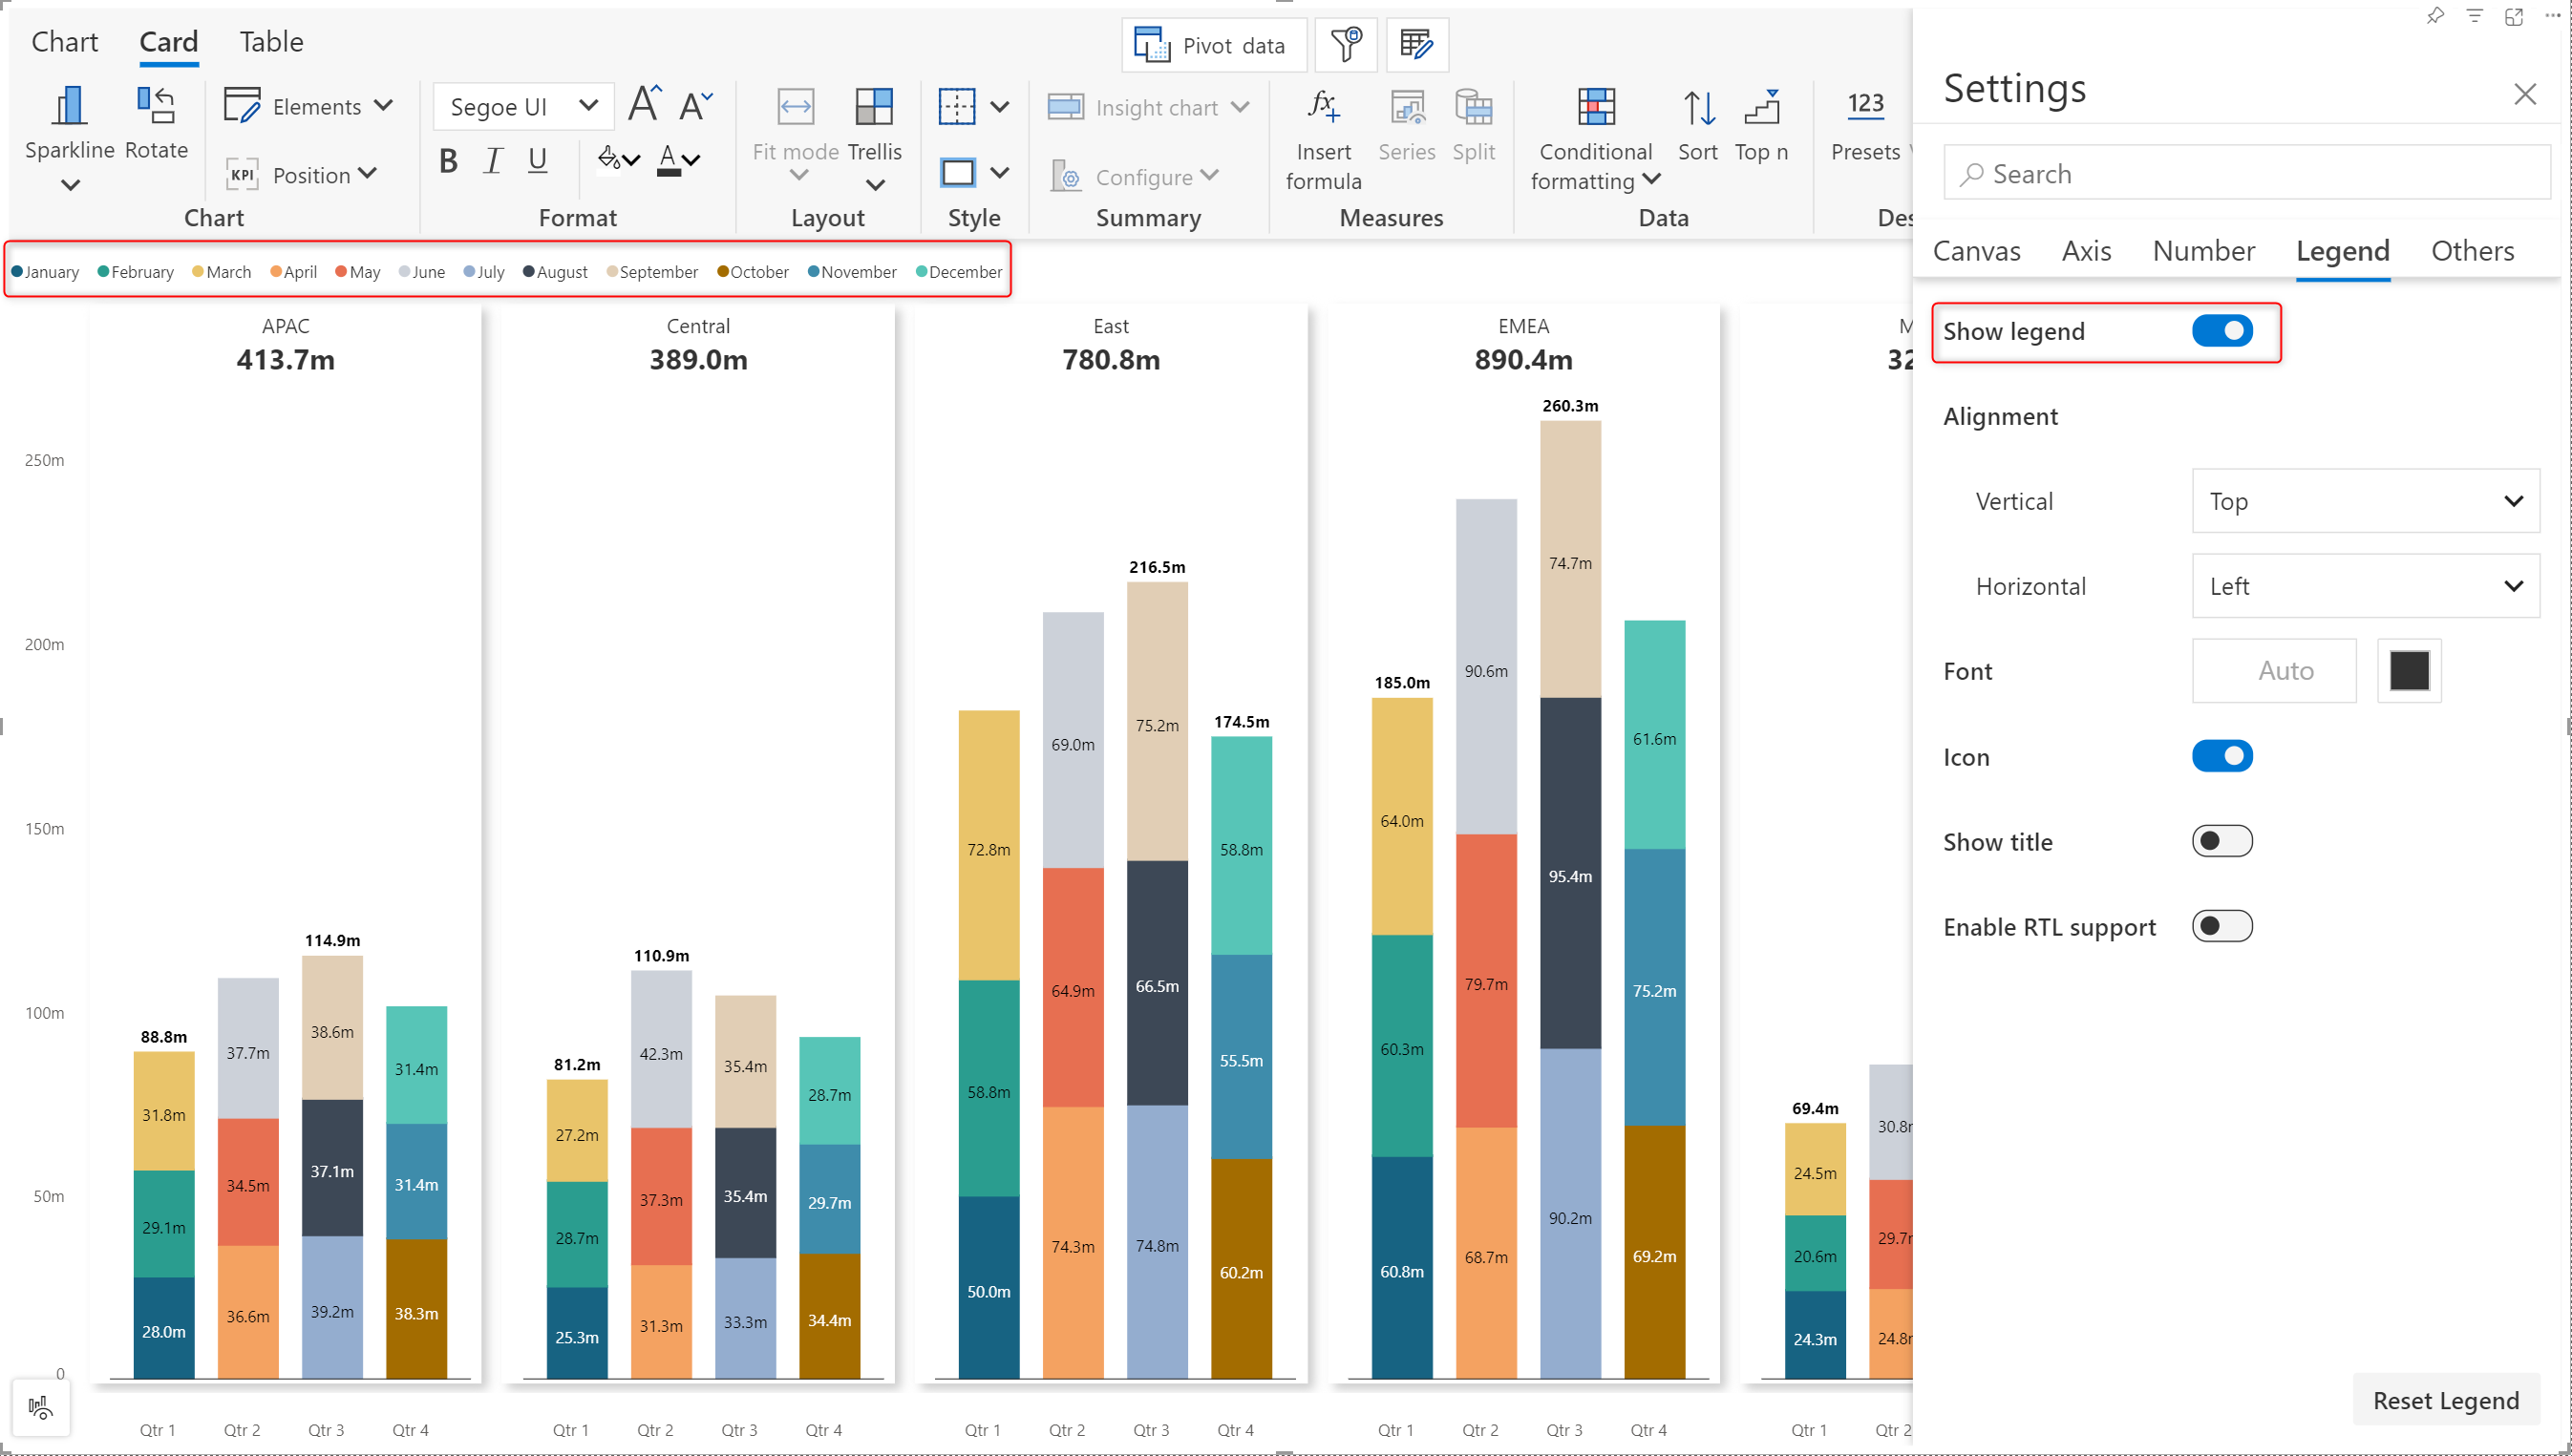 Chart Card Table
Pivot data
Sparkline Rotate
Elements
KPI Position
Chart
Segoe UI A A
B I U A
Format
Fit mode Trellis
Layout
Style
Insight chart
Configure
Summary
fx Insert formula
Series Split
Measures
Conditional formatting
Sort Top n
Data
123
Presets
Des
January February March April May June July August September October November December
APAC
413.7m
Central
389.0m
East
780.8m
EMEA
890.4m
M
32
250m
200m
150m
100m
50m
0
88.8m
31.8m
29.1m
28.0m
37.7m
34.5m
36.6m
114.9m
38.6m
37.1m
39.2m
31.4m
31.4m
38.3m
Qtr 1 Qtr 2 Qtr 3 Qtr 4
81.2m
27.2m
28.7m
25.3m
110.9m
42.3m
37.3m
31.3m
35.4m
35.4m
33.3m
28.7m
29.7m
34.4m
Qtr 1 Qtr 2 Qtr 3 Qtr 4
72.8m
58.8m
50.0m
69.0m
64.9m
74.3m
216.5m
75.2m
66.5m
74.8m
174.5m
58.8m
55.5m
60.2m
Qtr 1 Qtr 2 Qtr 3 Qtr 4
185.0m
64.0m
60.3m
60.8m
90.6m
79.7m
68.7m
260.3m
74.7m
95.4m
90.2m
61.6m
75.2m
69.2m
Qtr 1 Qtr 2 Qtr 3 Qtr 4
69.4m
24.5m
20.6m
24.3m
30.8
29.7
24.8
Qtr 1 Qtr 2
Settings
Search
Canvas Axis Number Legend Others
Show legend
Alignment
Vertical Top
Horizontal Left
Font Auto
Icon
Show title
Enable RTL support
Reset Legend